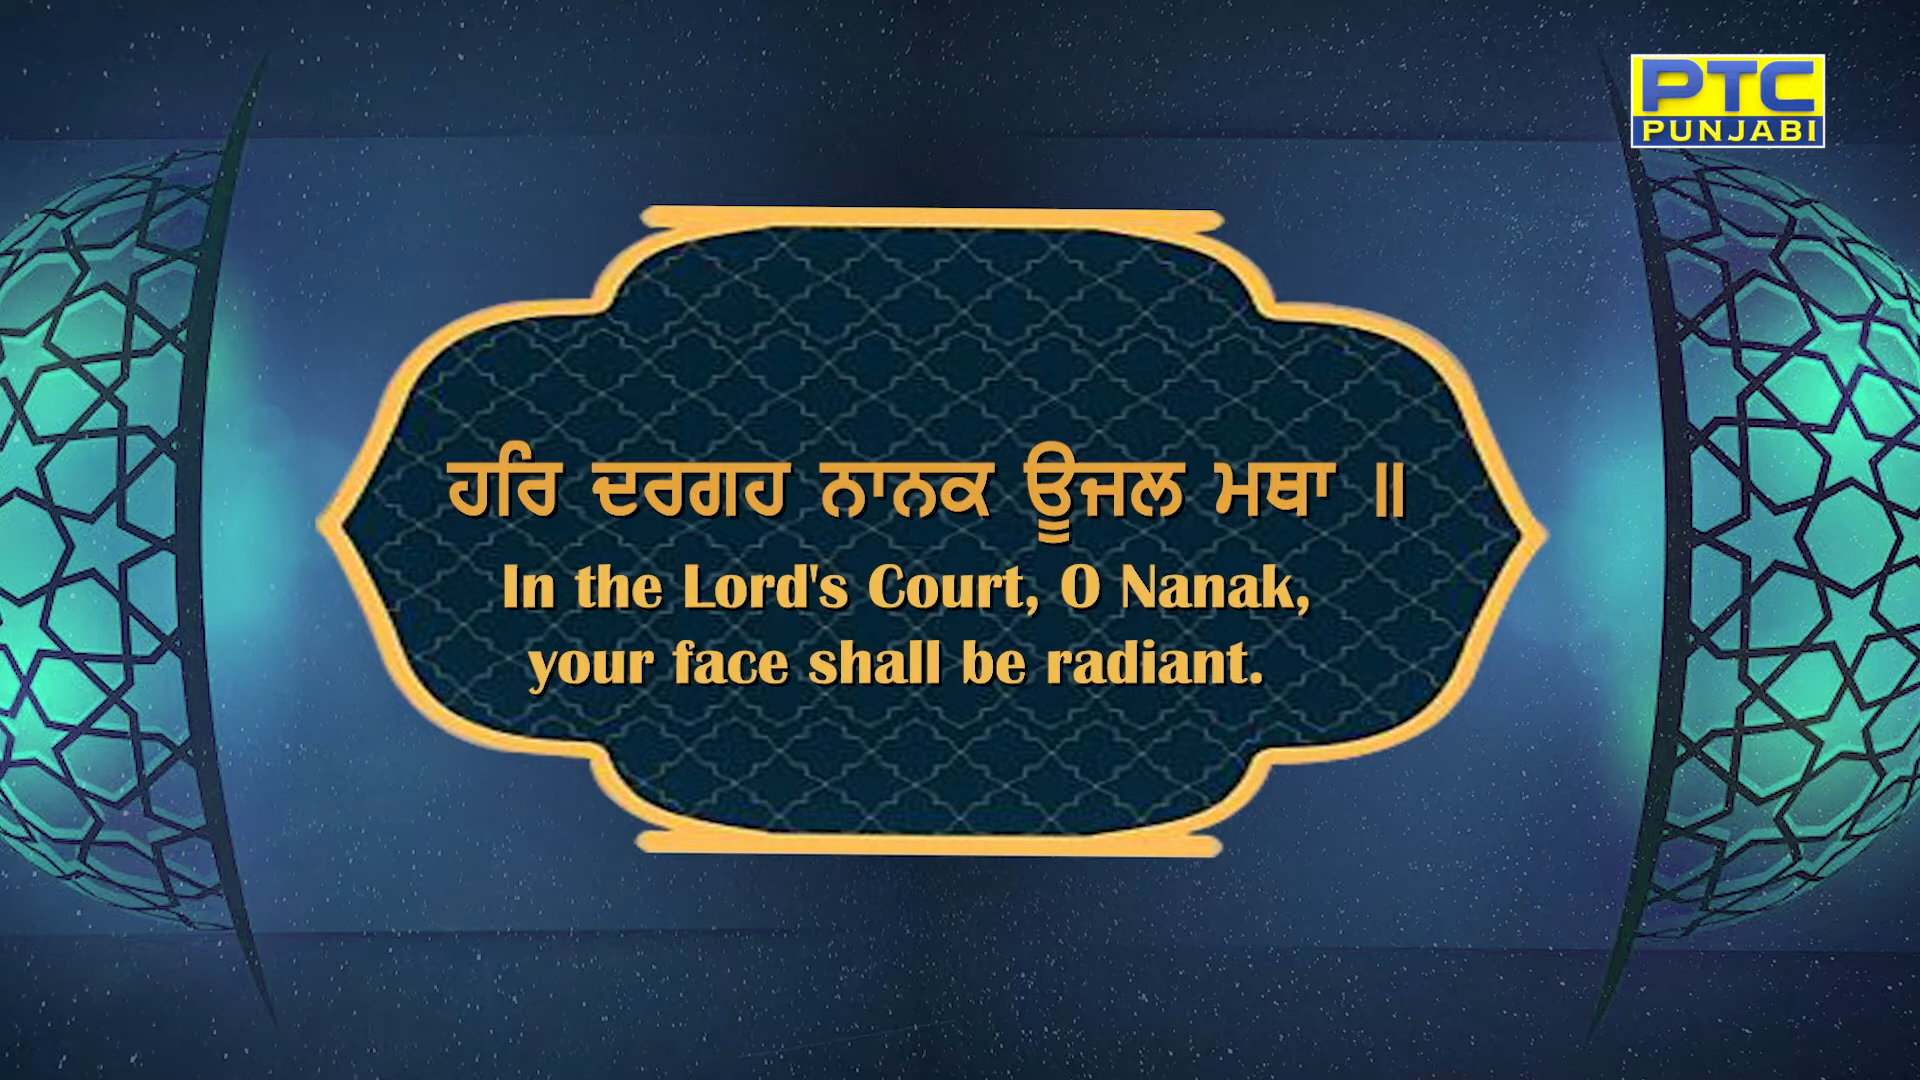 PTC
PUNJABI
ਹਰਿ ਦਰਗਹ ਨਾਨਕ ਊਜਲ ਮਥਾ ॥
In the Lord's Court, O Nanak,
your face shall be radiant.